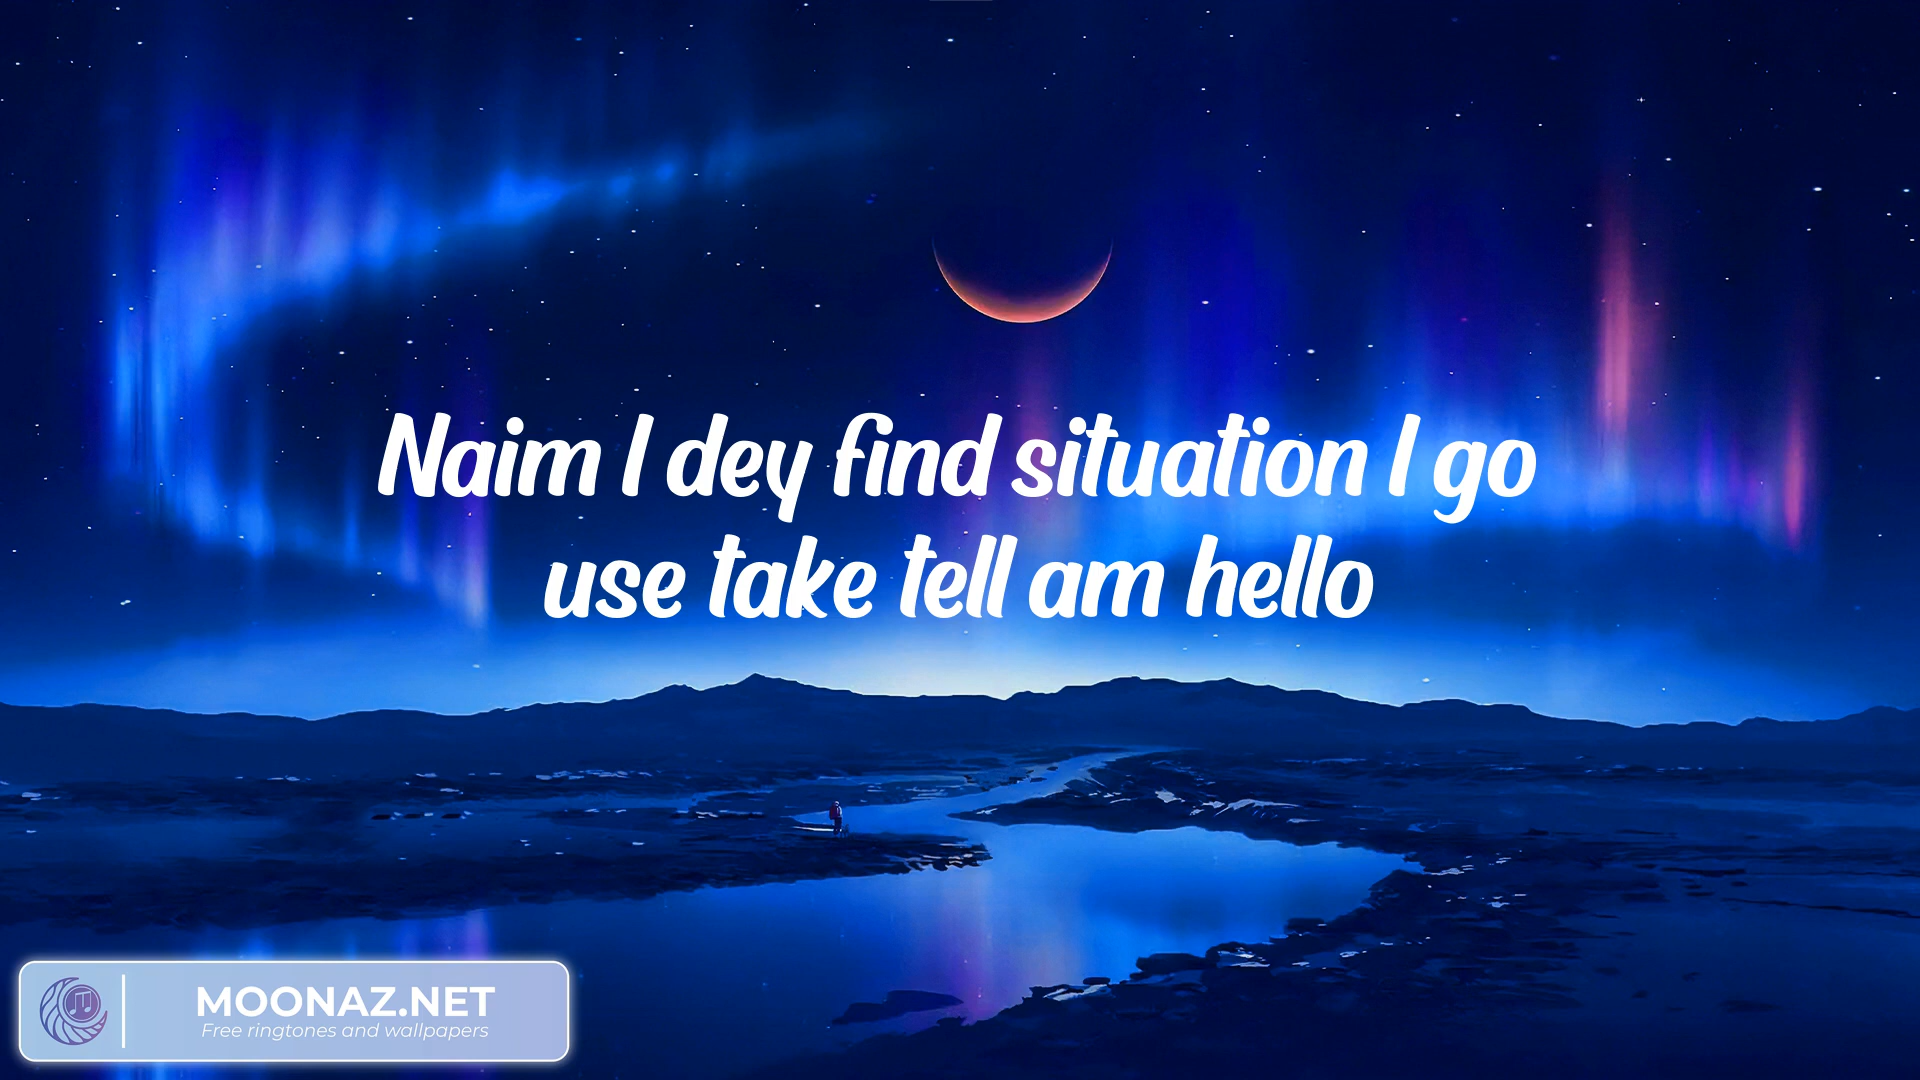 Naim I dey find situation I go
use take tell am hello
MOONAZ.NET
Free ringtones and wallpapers